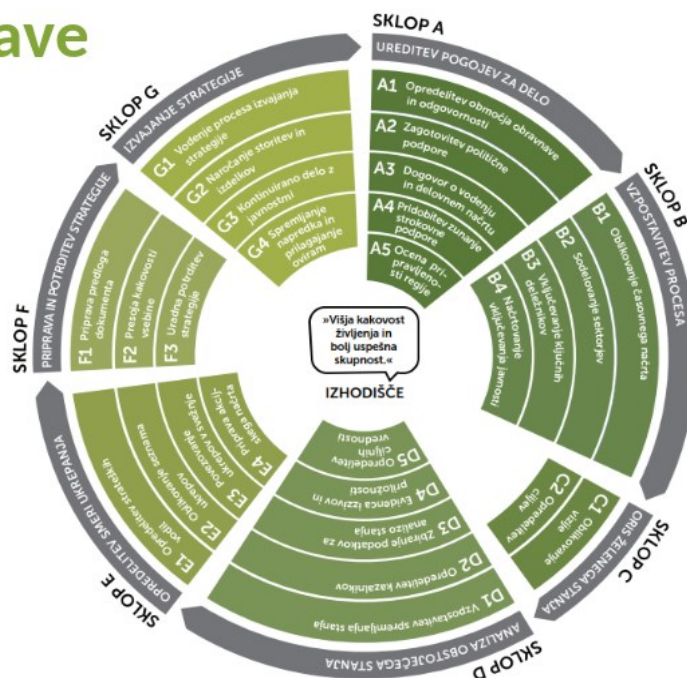 ave
SKLOP A
UREDITEV POGOJEV ZA DELO
A1 Opredelitev območja obravnave
in odgovornosti
A2 Zagotovitev politične
podpore
A3 Dogovor o vodenju
in delovnem načrtu
A4 Pridobitev zunanje
strokovne
podpore
A5 Ocena pri-
pravljeno-
sti regije
SKLOP B
VZPOSTAVITEV PROCESA
B1 Oblikovanje časovnega načrta
B2 Sodelovanje sektorjev
B3 Vključevanje ključnih
deležnikov
B4 Načrtovanje
vključevanja javnosti
SKLOP C
ORIS ŽELENEGA STANJA
C1 Oblikovanje
vizije
C2 Opredelitev
ciljev
SKLOP D
ANALIZA OBSTOJEČEGA STANJA
D1 Vzpostavitev spremljanja stanja
D2 Opredelitev kazalnikov
D3 Zbiranje podatkov za
analizo stanja
D4 Evidenca izzivov in
priložnosti
D5 Opredelitev
ciljnih
vrednosti
SKLOP E
OPREDELITEV SMERI UKREPANJA
E1 Opredelitev strateških
vodil
E2 Oblikovanje seznama
ukrepov
E3 Povezovanje
ukrepov v svežnje
E4 Priprava akcij-
skega načrta
SKLOP F
PRIPRAVA IN POTRDITEV STRATEGIJE
F1 Priprava predloga
dokumenta
F2 Presoja kakovosti
vsebine
F3 Uradna potrditev
strategije
SKLOP G
IZVAJANJE STRATEGIJE
G1 Vodenje procesa izvajanja
strategije
G2 Naročanje storitev in
izdelkov
G3 Kontinuirano delo z
javnostmi
G4 Spremljanje
napredka in
prilagajanje
oviram
»Višja kakovost
življenja in
bolj uspešna
skupnost.«
IZHODIŠČE